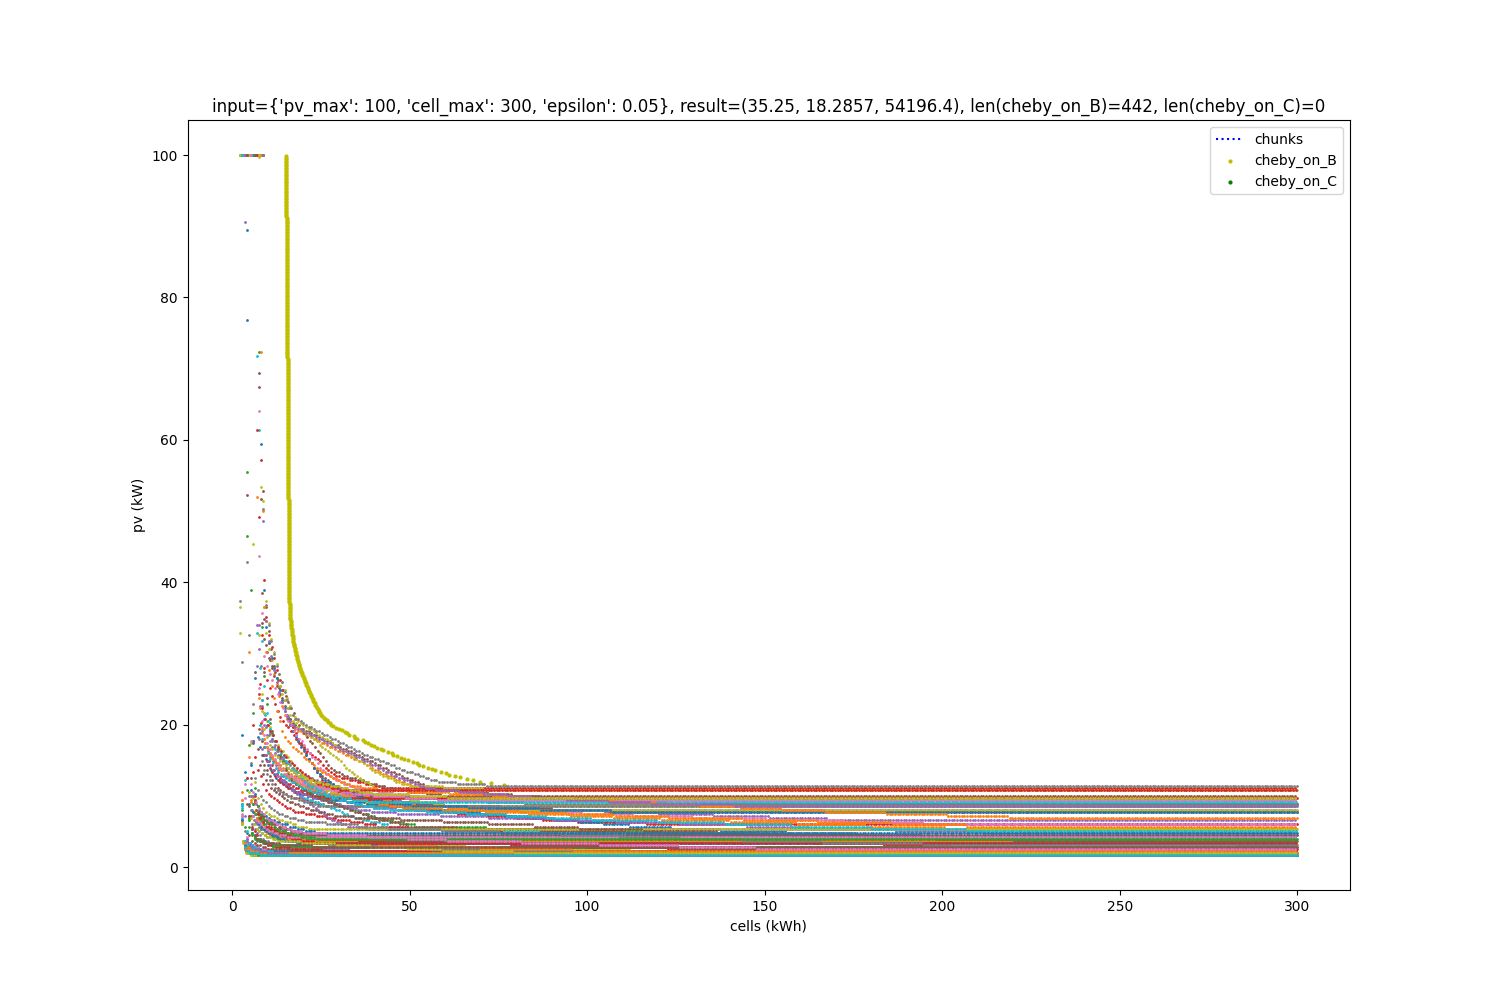 input={'pv_max': 100, 'cell_max': 300, 'epsilon': 0.05}, result=(35.25, 18.2857, 54196.4), len(cheby_on_B)=442, len(cheby_on_C)=0
chunks
cheby_on_B
cheby_on_C
100
80
60
40
20
0
pv (kW)
0 50 100 150 200 250 300
cells (kWh)